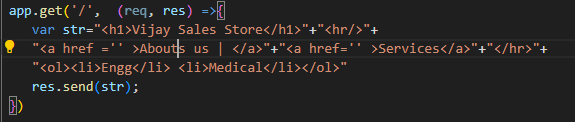 app.get('/',  (req, res) =>{
var str="<h1>Vijay Sales Store</h1>"+"<hr/>"+
"<a href ='' >Abouts us | </a>"+"<a href='' >Services</a>"+"</hr>"+
"<ol><li>Engg</li> <li>Medical</li></ol>"
res.send(str);
})